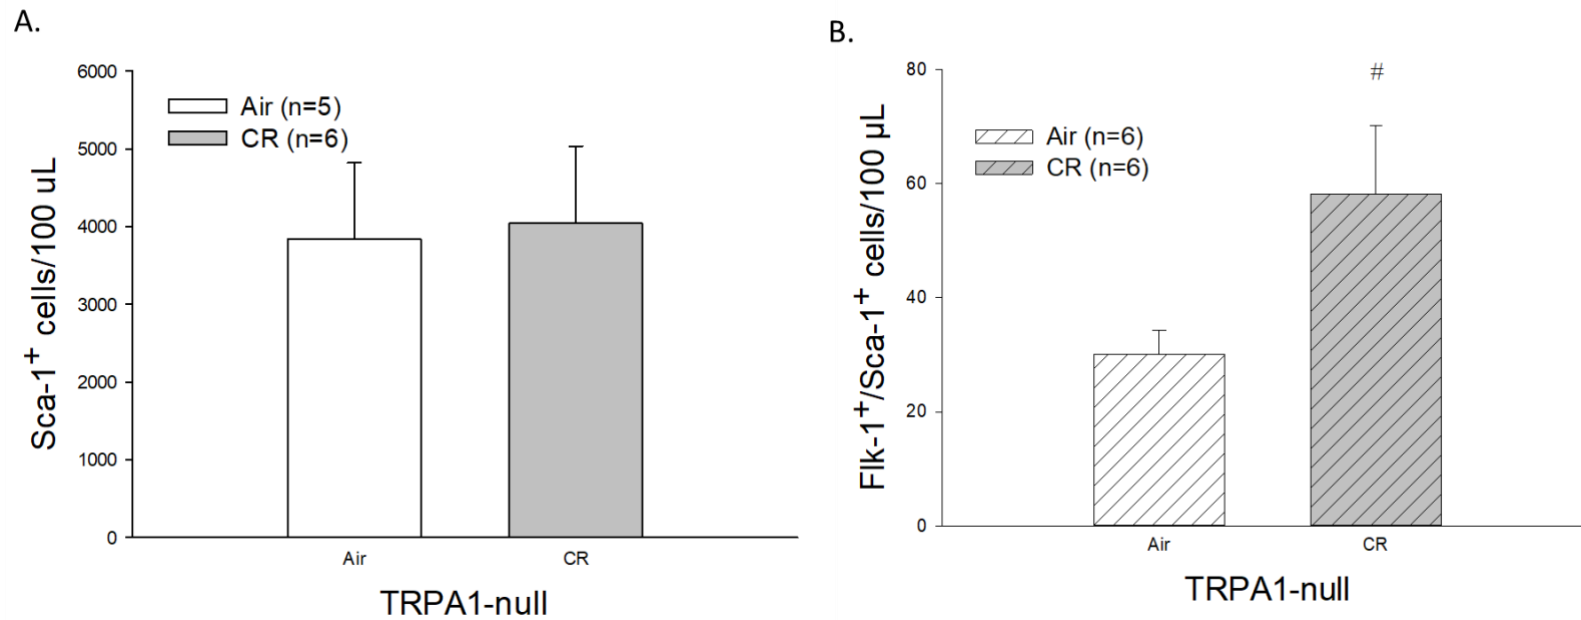 A.
Sca-1⁺ cells/100 uL
6000
5000
4000
3000
2000
1000
0
Air (n=5)
CR (n=6)
Air
CR
TRPA1-null
B.
Flk-1⁺/Sca-1⁺ cells/100 µL
80
60
40
20
0
Air (n=6)
CR (n=6)
#
Air
CR
TRPA1-null